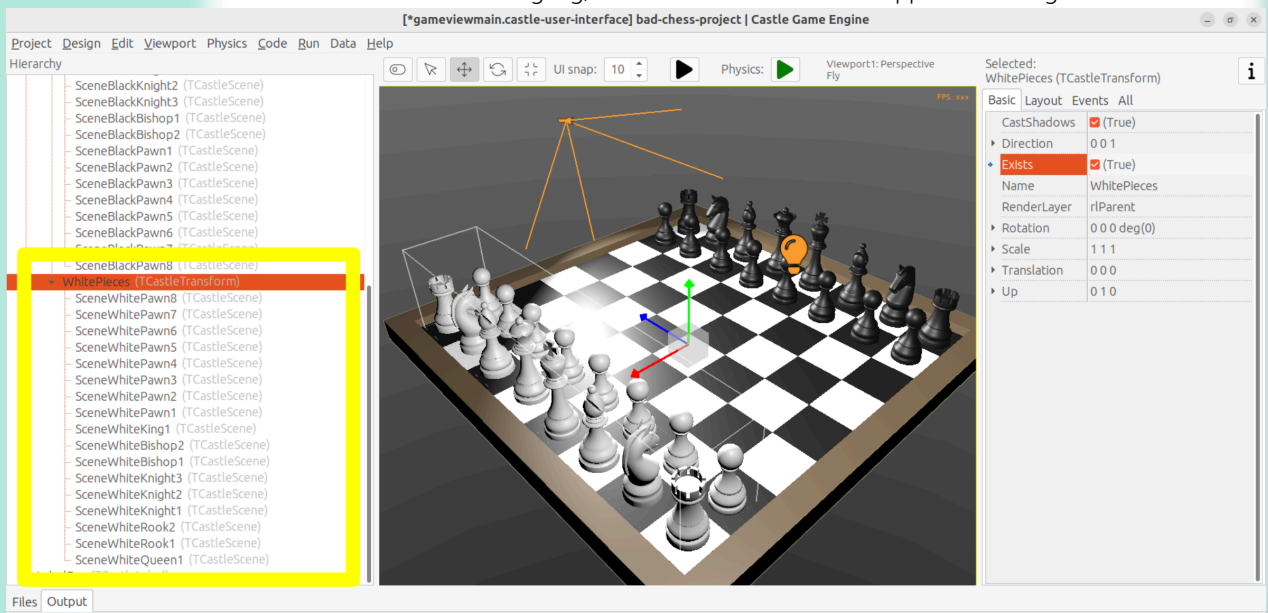 [*gameviewmain.castle-user-interface] bad-chess-project | Castle Game Engine
Project Design Edit Viewport Physics Code Run Data Help
Hierarchy
SceneBlackKnight2 (TCastleScene)
SceneBlackKnight3 (TCastleScene)
SceneBlackBishop1 (TCastleScene)
SceneBlackBishop2 (TCastleScene)
SceneBlackPawn1 (TCastleScene)
SceneBlackPawn2 (TCastleScene)
SceneBlackPawn3 (TCastleScene)
SceneBlackPawn4 (TCastleScene)
SceneBlackPawn5 (TCastleScene)
SceneBlackPawn6 (TCastleScene)
SceneBlackPawn7 (TCastleScene)
SceneBlackPawn8 (TCastleScene)
WhitePieces (TCastleTransform)
SceneWhitePawn8 (TCastleScene)
SceneWhitePawn7 (TCastleScene)
SceneWhitePawn6 (TCastleScene)
SceneWhitePawn5 (TCastleScene)
SceneWhitePawn4 (TCastleScene)
SceneWhitePawn3 (TCastleScene)
SceneWhitePawn2 (TCastleScene)
SceneWhitePawn1 (TCastleScene)
SceneWhiteKing1 (TCastleScene)
SceneWhiteBishop2 (TCastleScene)
SceneWhiteBishop1 (TCastleScene)
SceneWhiteKnight3 (TCastleScene)
SceneWhiteKnight2 (TCastleScene)
SceneWhiteKnight1 (TCastleScene)
SceneWhiteRook2 (TCastleScene)
SceneWhiteRook1 (TCastleScene)
SceneWhiteQueen1 (TCastleScene)
Files Output
UI snap: 10
Physics:
Viewport1: Perspective
Fly
FPS: xxx
Selected:
WhitePieces (TCastleTransform)
i
Basic Layout Events All
CastShadows (True)
Direction 0 0 1
Exists (True)
Name WhitePieces
RenderLayer rlParent
Rotation 0 0 0 deg(0)
Scale 1 1 1
Translation 0 0 0
Up 0 1 0